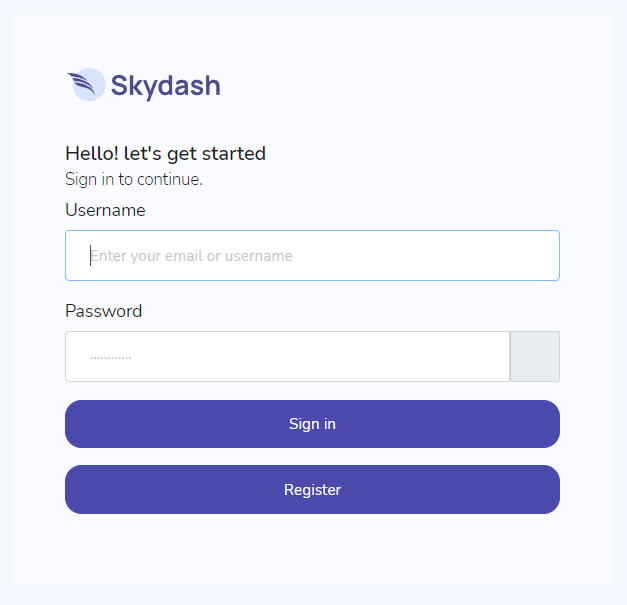 Skydash
Hello! let's get started
Sign in to continue.
Username
Enter your email or username
Password
............
Sign in
Register